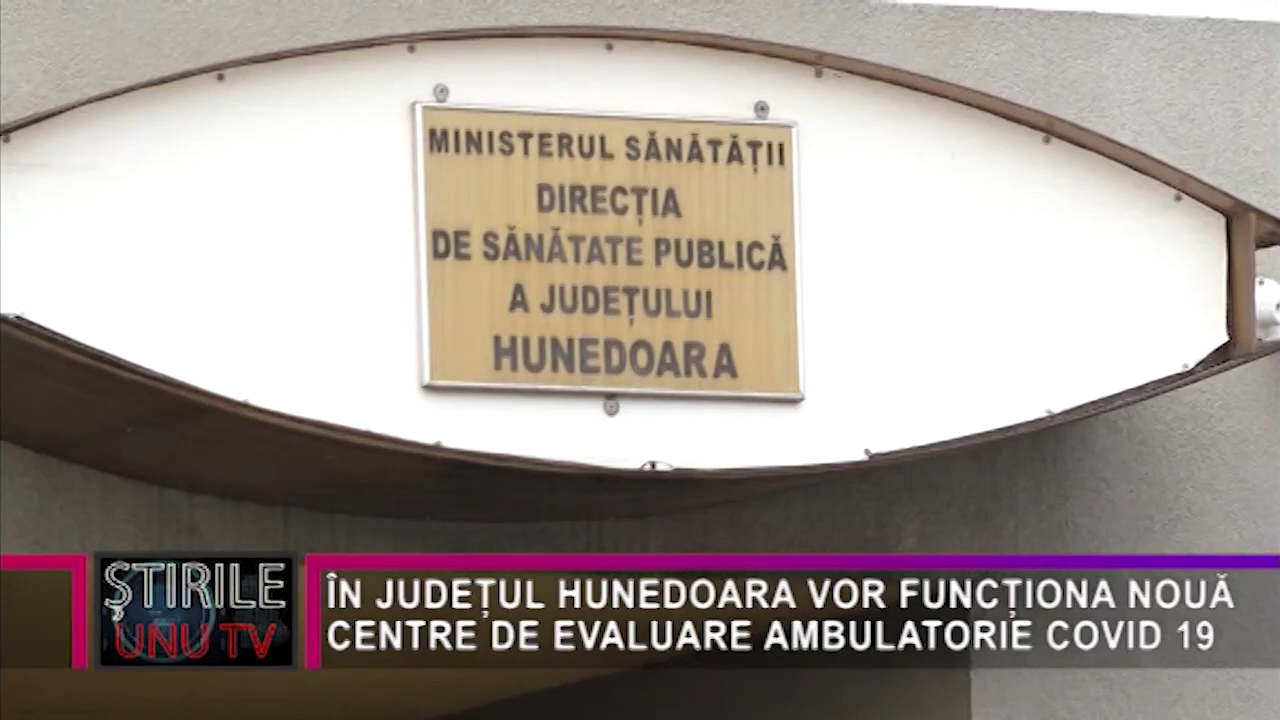 MINISTERUL SĂNĂTĂȚII
DIRECȚIA
DE SĂNĂTATE PUBLICĂ
A JUDEȚULUI
HUNEDOARA
ȘTIRILE
UNU TV
ÎN JUDEȚUL HUNEDOARA VOR FUNCȚIONA NOUĂ
CENTRE DE EVALUARE AMBULATORIE COVID 19